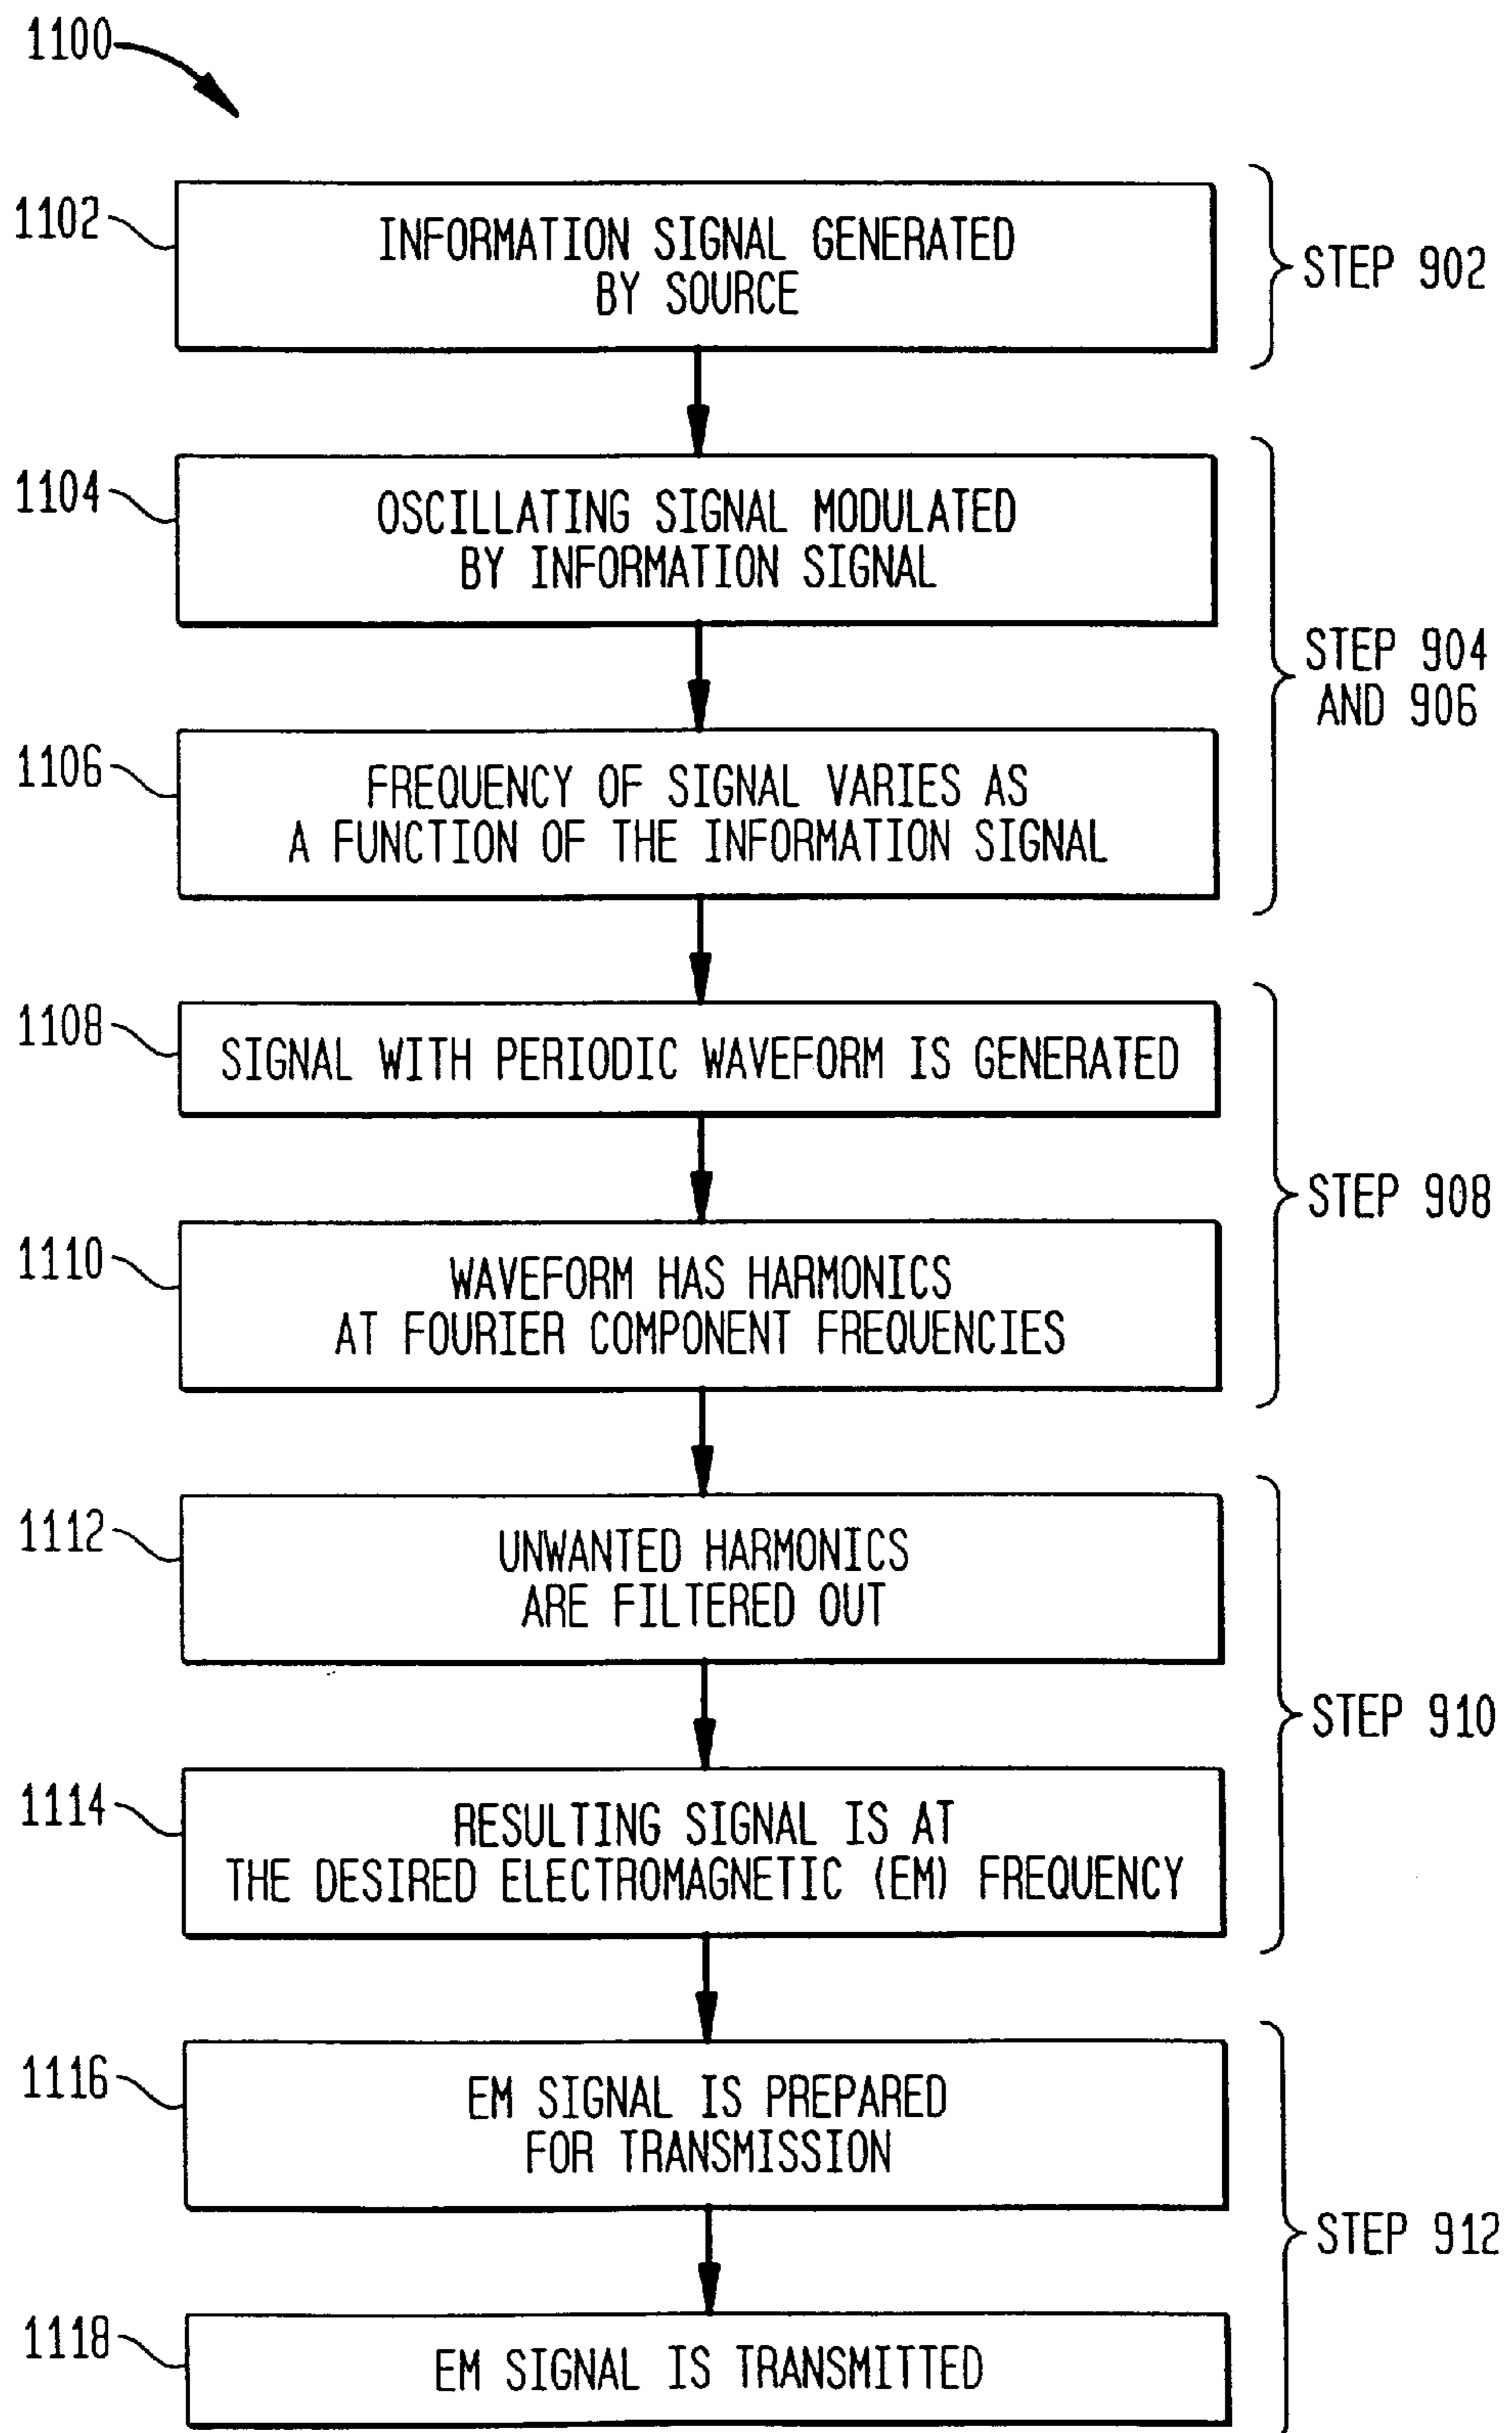 1100
1102
INFORMATION SIGNAL GENERATED
BY SOURCE
STEP 902
1104
OSCILLATING SIGNAL MODULATED
BY INFORMATION SIGNAL
STEP 904
AND 906
1106
FREQUENCY OF SIGNAL VARIES AS
A FUNCTION OF THE INFORMATION SIGNAL
1108
SIGNAL WITH PERIODIC WAVEFORM IS GENERATED
STEP 908
1110
WAVEFORM HAS HARMONICS
AT FOURIER COMPONENT FREQUENCIES
1112
UNWANTED HARMONICS
ARE FILTERED OUT
STEP 910
1114
RESULTING SIGNAL IS AT
THE DESIRED ELECTROMAGNETIC (EM) FREQUENCY
1116
EM SIGNAL IS PREPARED
FOR TRANSMISSION
STEP 912
1118
EM SIGNAL IS TRANSMITTED